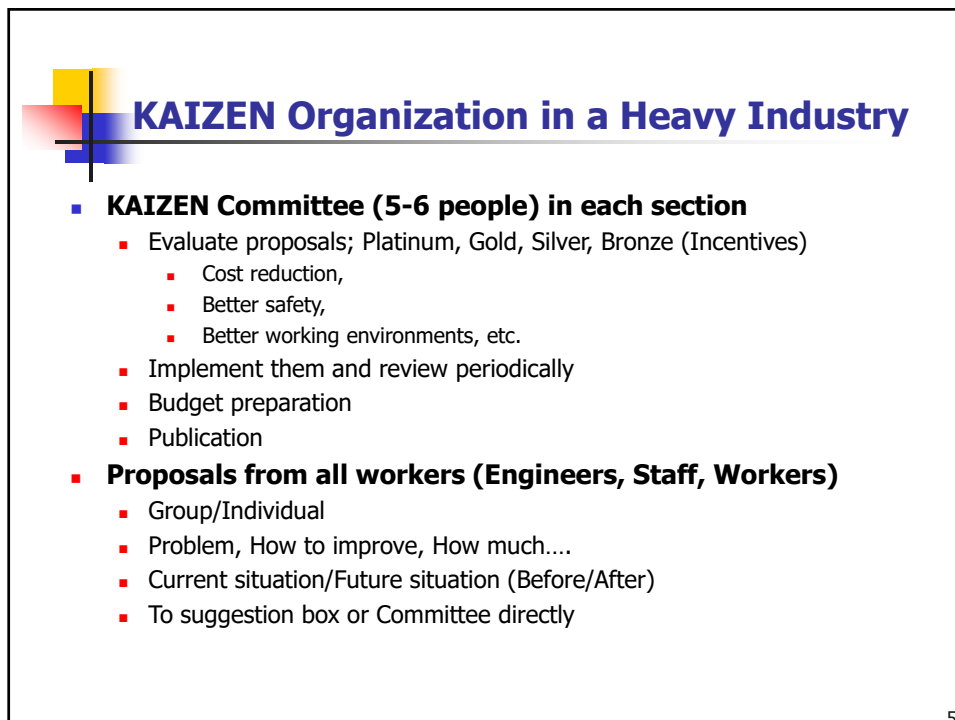 KAIZEN Organization in a Heavy Industry
KAIZEN Committee (5-6 people) in each section
Evaluate proposals; Platinum, Gold, Silver, Bronze (Incentives)
Cost reduction,
Better safety,
Better working environments, etc.
Implement them and review periodically
Budget preparation
Publication
Proposals from all workers (Engineers, Staff, Workers)
Group/Individual
Problem, How to improve, How much….
Current situation/Future situation (Before/After)
To suggestion box or Committee directly
5